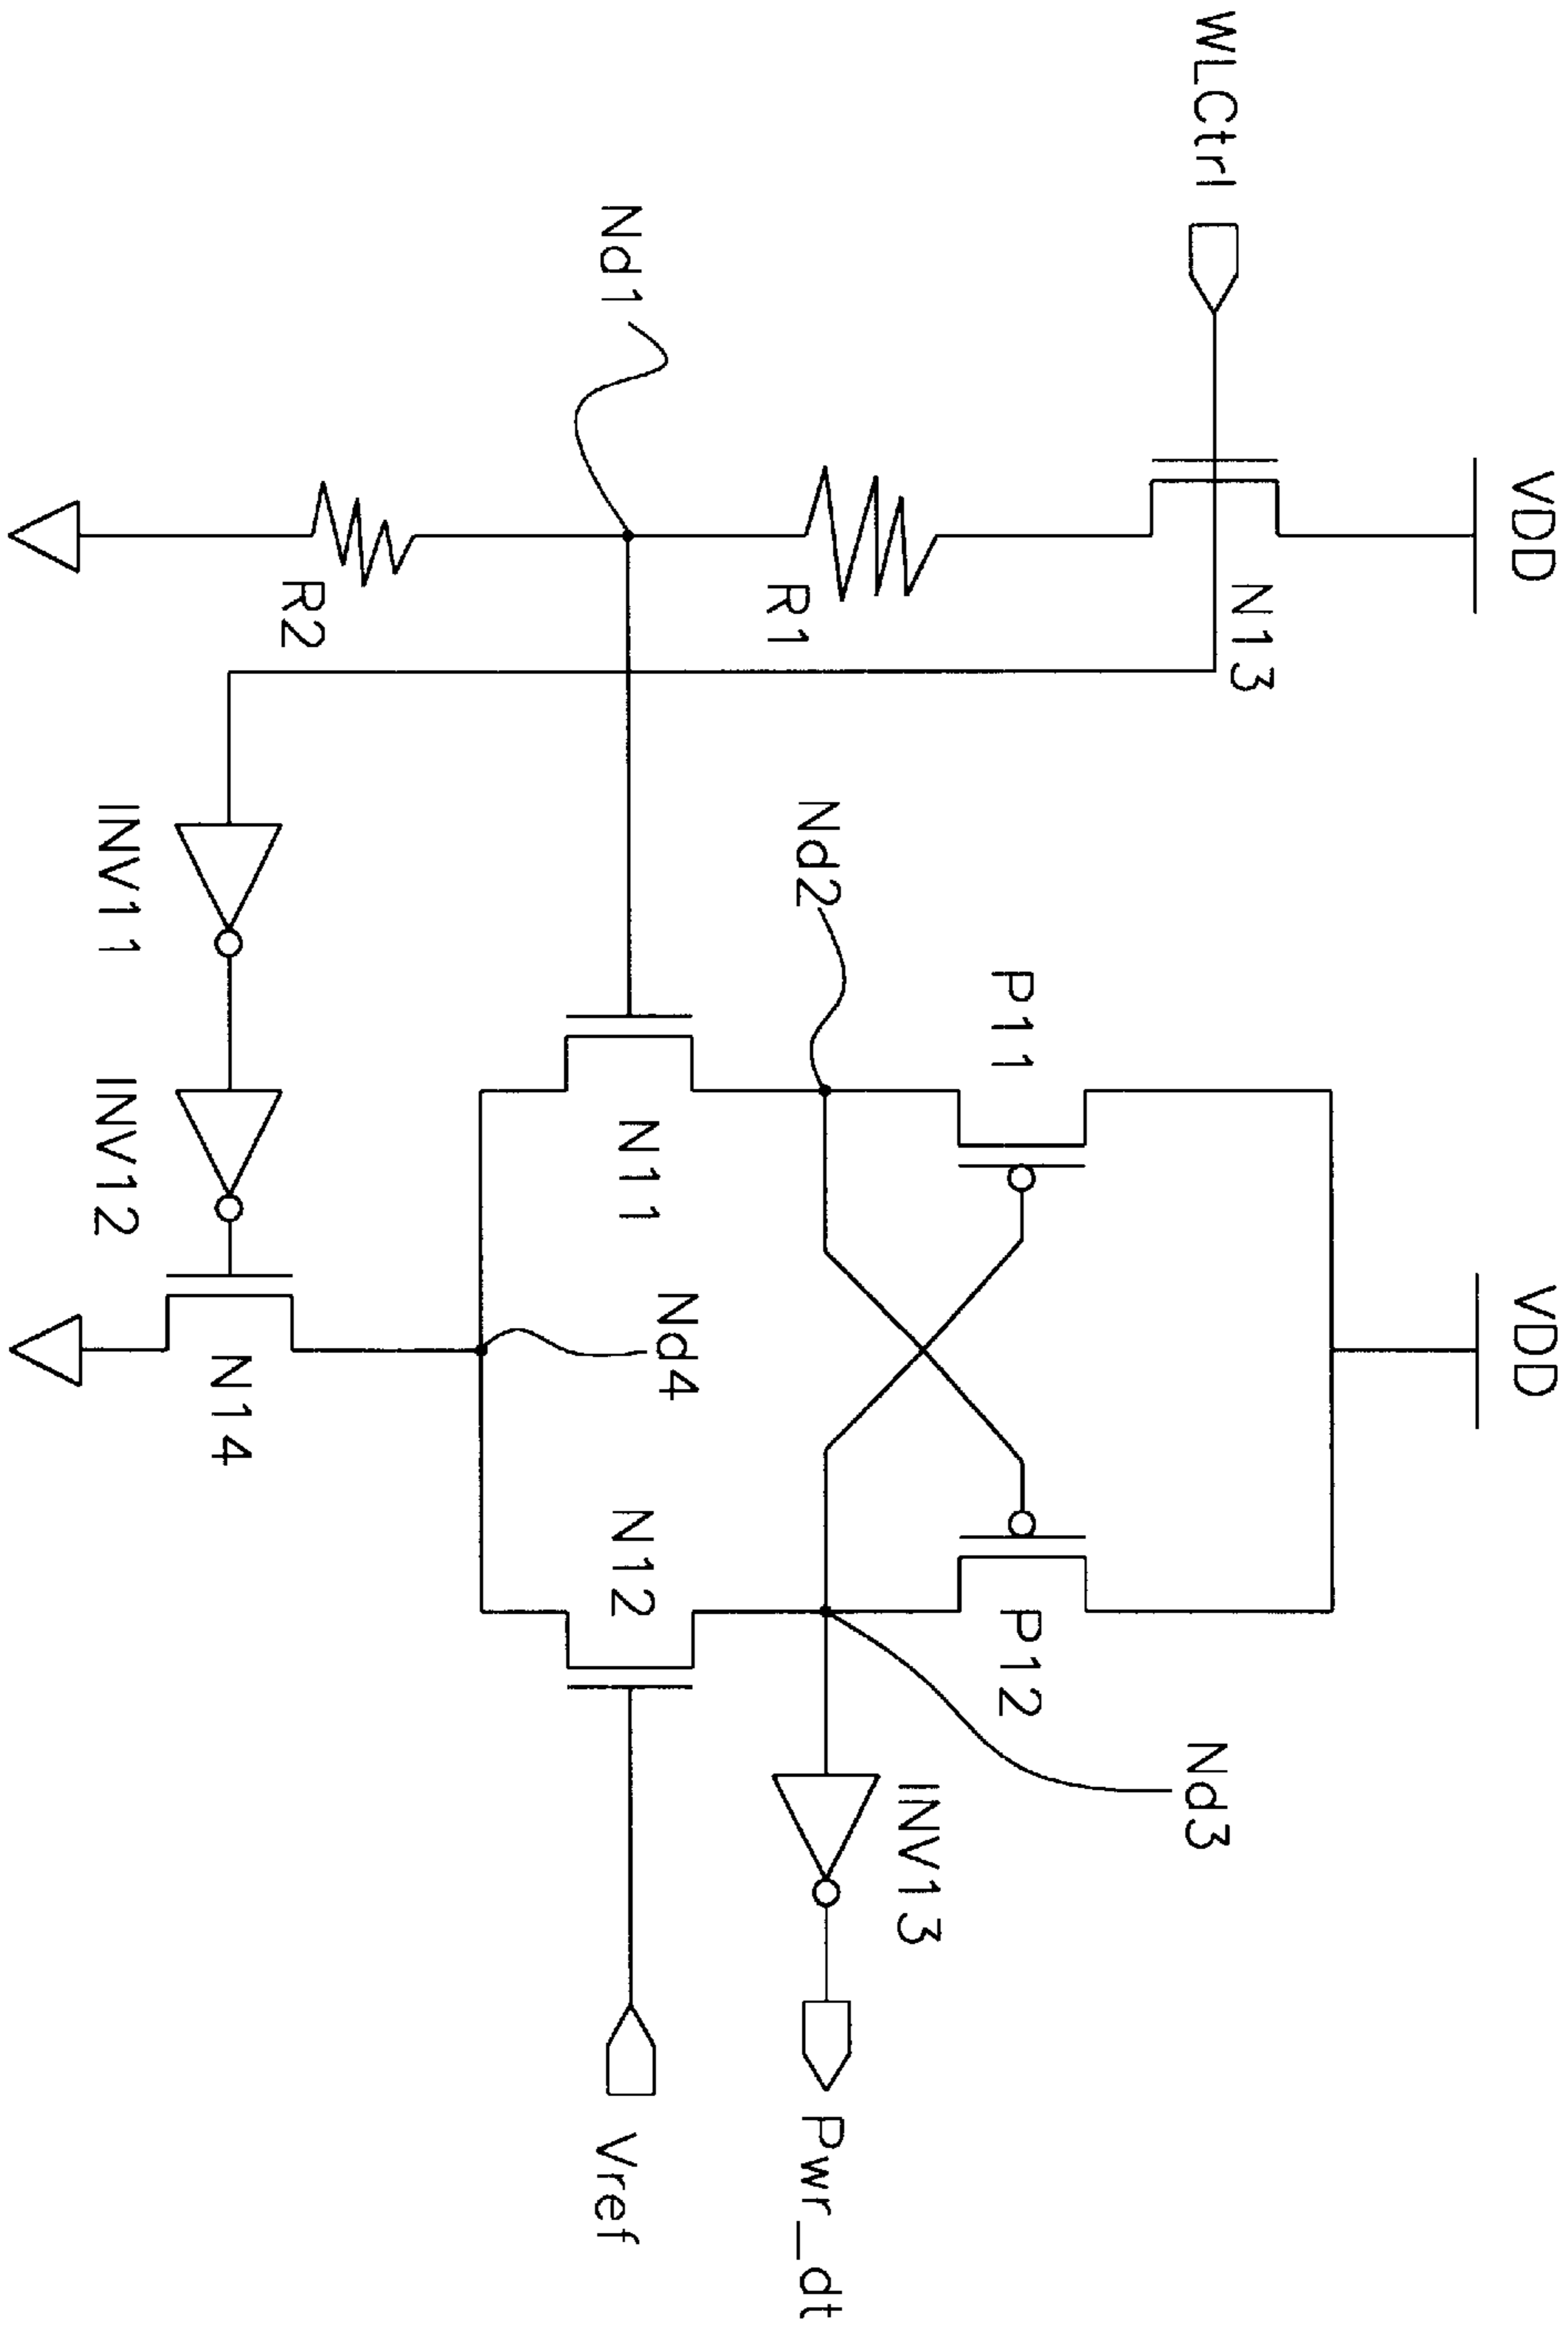 VDD
VDD
WLCtrl
N13
Nd3
P11
P12
INV13
R1
Nd2
Pwr_dt
Nd4
Nd1
N11
N12
Vref
R2
N14
INV11
INV12